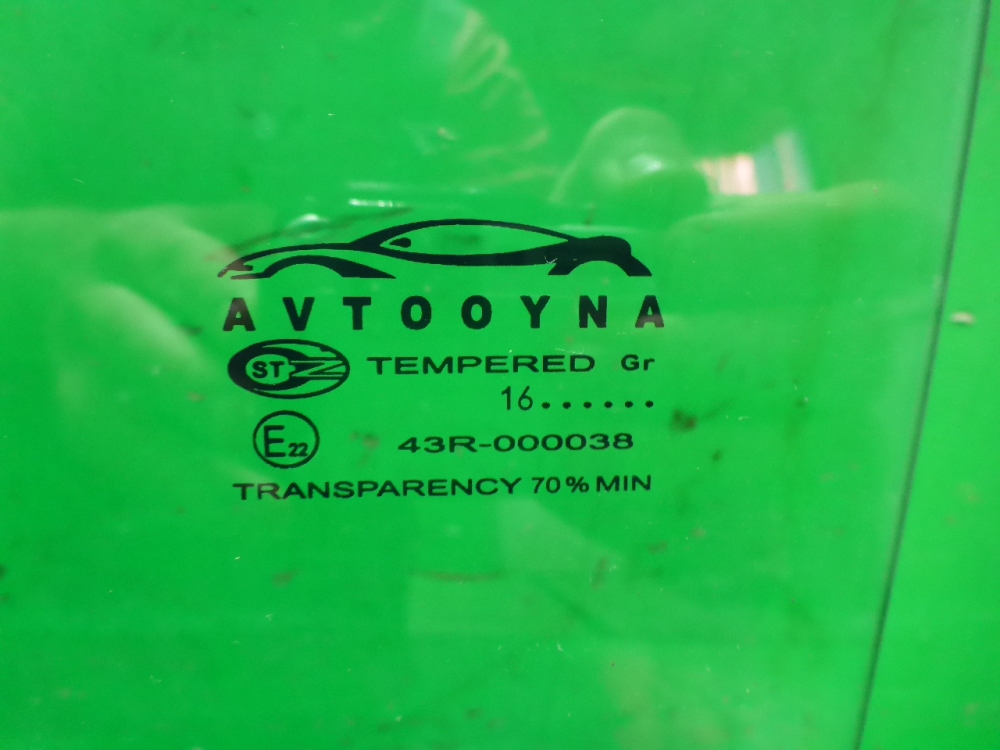 AVTOOYNA
ST TEMPERED Gr
16......
E22 43R-000038
TRANSPARENCY 70% MIN